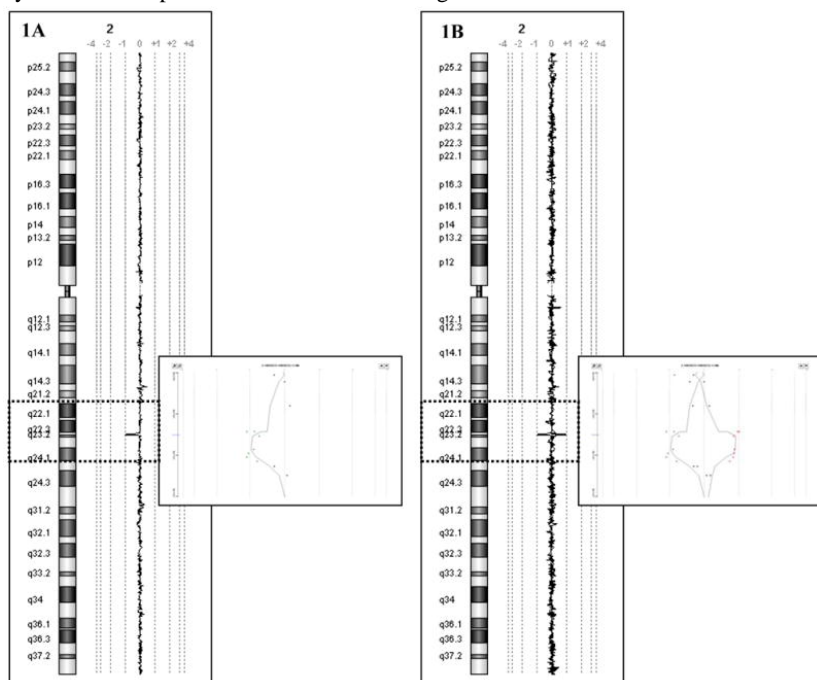 1A
2
-4 -2 -1 0 +1 +2 +4
p25.2
p24.3
p24.1
p23.2
p22.3
p22.1
p16.3
p16.1
p14
p13.2
p12
q12.1
q12.3
q14.1
q14.3
q21.2
q22.1
q22.3
q23.2
q24.1
q24.3
q31.2
q32.1
q32.3
q33.2
q34
q36.1
q36.3
q37.2
1B
2
-4 -2 -1 0 +1 +2 +4
p25.2
p24.3
p24.1
p23.2
p22.3
p22.1
p16.3
p16.1
p14
p13.2
p12
q12.1
q12.3
q14.1
q14.3
q21.2
q22.1
q22.3
q23.2
q24.1
q24.3
q31.2
q32.1
q32.3
q33.2
q34
q36.1
q36.3
q37.2